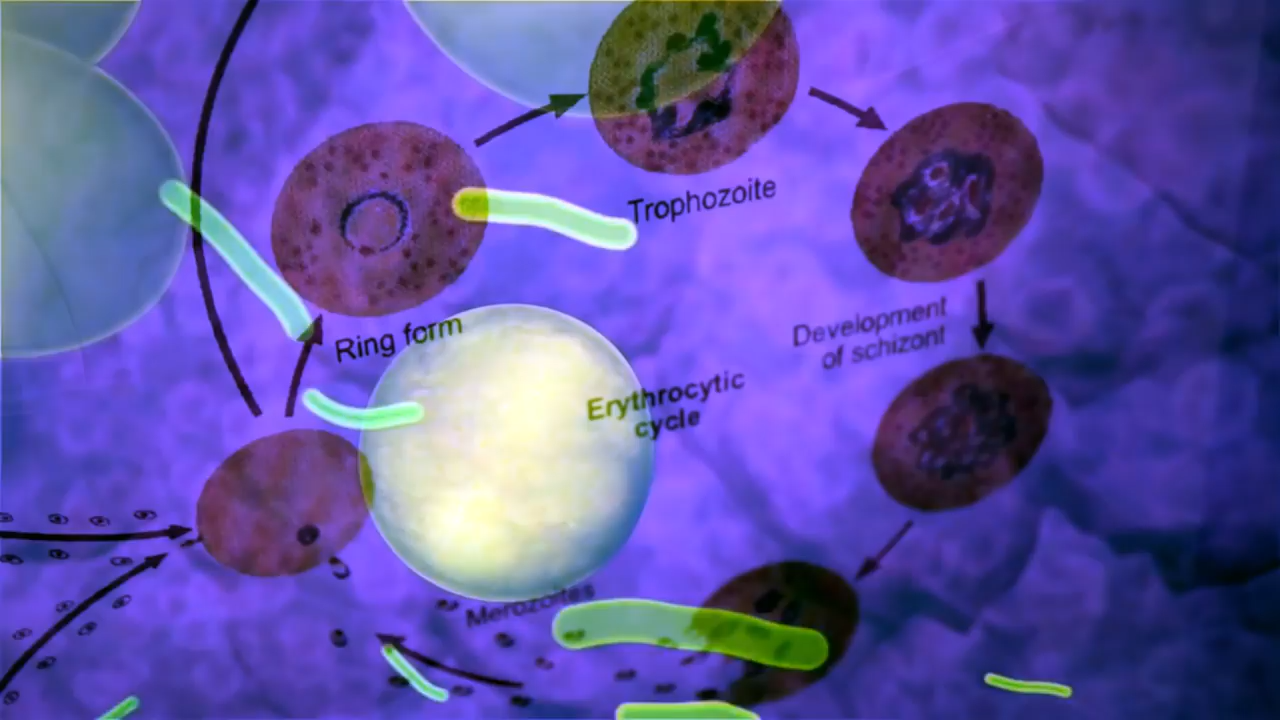 Trophozoite
Ring form
Development
of schizont
Erythrocytic
cycle
Merozoites